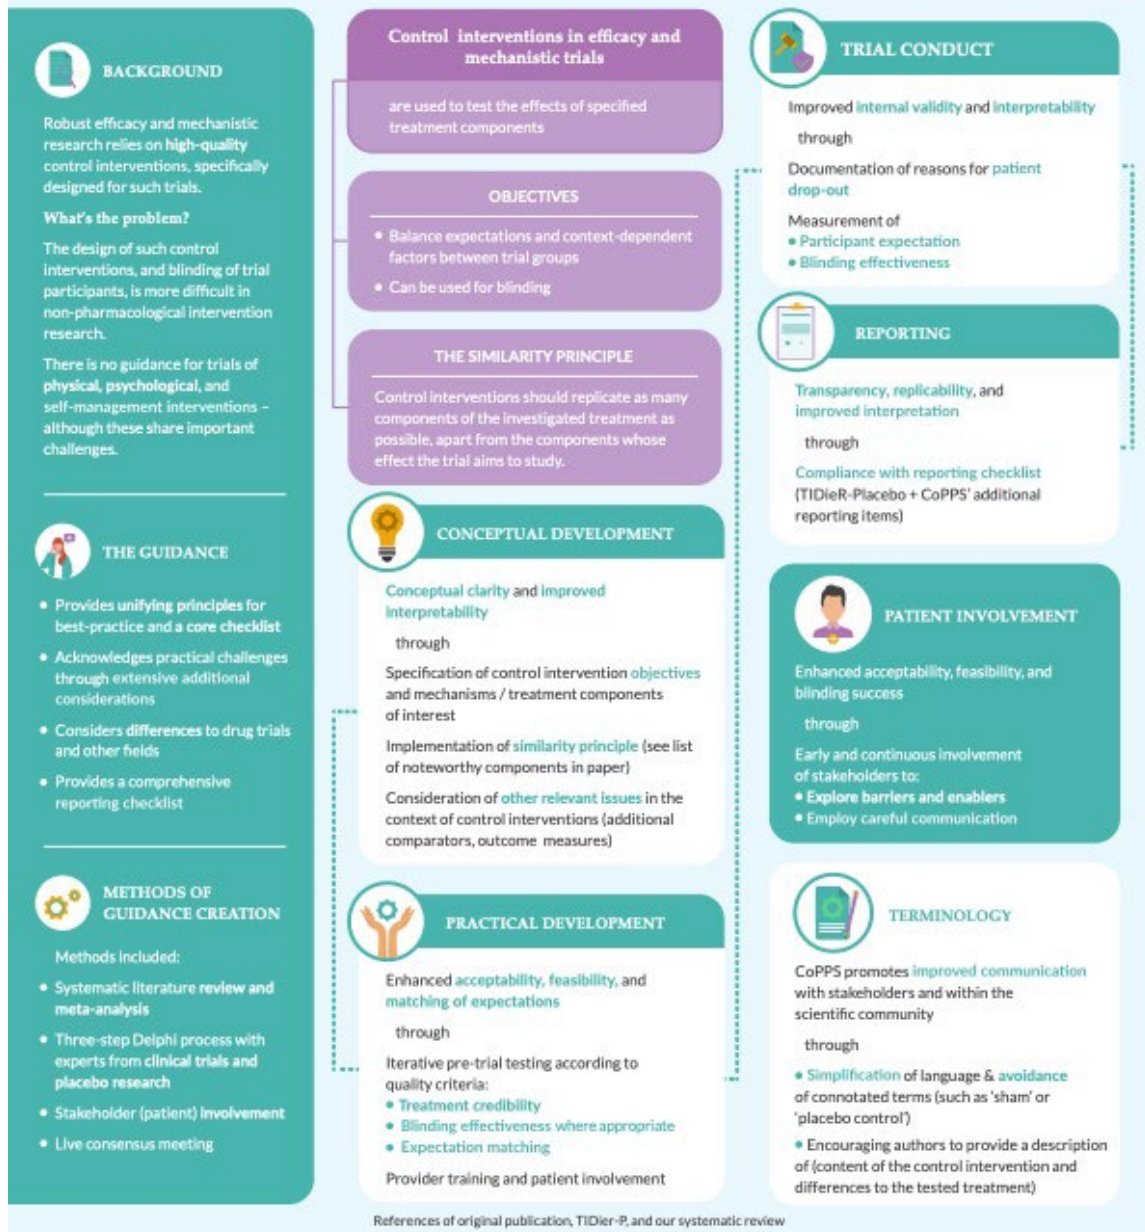 BACKGROUND
Robust efficacy and mechanistic
research relies on high-quality
control interventions, specifically
designed for such trials.
What's the problem?
The design of such control
interventions, and blinding of trial
participants, is more difficult in
non-pharmacological intervention
research.
There is no guidance for trials of
physical, psychological, and
self-management interventions –
although these share important
challenges.
THE GUIDANCE
• Provides unifying principles for
best-practice and a core checklist
• Acknowledges practical challenges
through extensive additional
considerations
• Considers differences to drug trials
and other fields
• Provides a comprehensive
reporting checklist
METHODS OF
GUIDANCE CREATION
Methods included:
• Systematic literature review and
meta-analysis
• Three-step Delphi process with
experts from clinical trials and
placebo research
• Stakeholder (patient) involvement
• Live consensus meeting
Control interventions in efficacy and
mechanistic trials
are used to test the effects of specified
treatment components
OBJECTIVES
• Balance expectations and context-dependent
factors between trial groups
• Can be used for blinding
THE SIMILARITY PRINCIPLE
Control interventions should replicate as many
components of the investigated treatment as
possible, apart from the components whose
effect the trial aims to study.
CONCEPTUAL DEVELOPMENT
Conceptual clarity and improved
interpretability
through
Specification of control intervention objectives
and mechanisms / treatment components
of interest
Implementation of similarity principle (see list
of noteworthy components in paper)
Consideration of other relevant issues in the
context of control interventions (additional
comparators, outcome measures)
PRACTICAL DEVELOPMENT
Enhanced acceptability, feasibility, and
matching of expectations
through
Iterative pre-trial testing according to
quality criteria:
• Treatment credibility
• Blinding effectiveness where appropriate
• Expectation matching
Provider training and patient involvement
TRIAL CONDUCT
Improved internal validity and interpretability
through
Documentation of reasons for patient
drop-out
Measurement of
• Participant expectation
• Blinding effectiveness
REPORTING
Transparency, replicability, and
improved interpretation
through
Compliance with reporting checklist
(TIDieR-Placebo + CoPPS' additional
reporting items)
PATIENT INVOLVEMENT
Enhanced acceptability, feasibility, and
blinding success
through
Early and continuous involvement
of stakeholders to:
• Explore barriers and enablers
• Employ careful communication
TERMINOLOGY
CoPPS promotes improved communication
with stakeholders and within the
scientific community
through
• Simplification of language & avoidance
of connotated terms (such as 'sham' or
'placebo control')
• Encouraging authors to provide a description
of (content of the control intervention and
differences to the tested treatment)
References of original publication, TIDier-P, and our systematic review